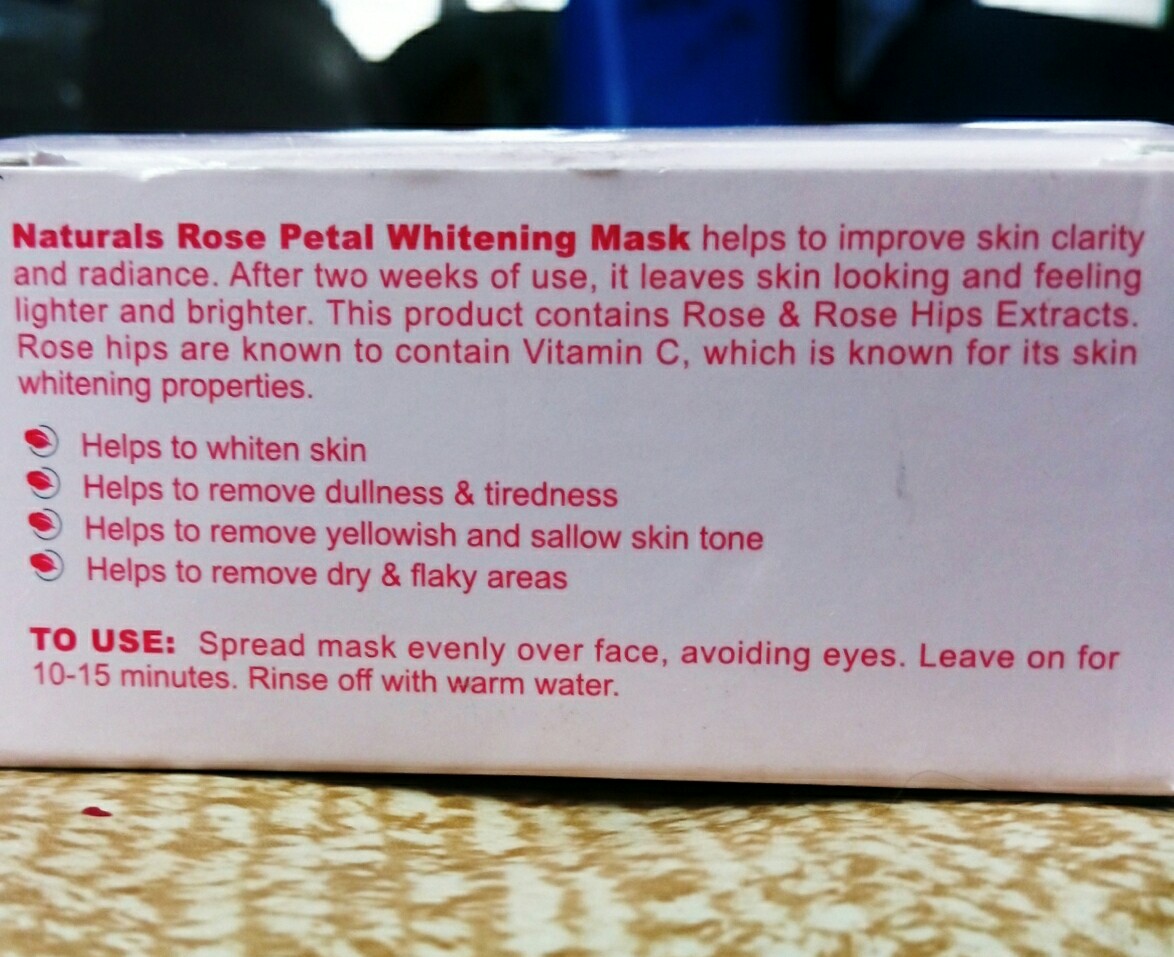 Naturals Rose Petal Whitening Mask helps to improve skin clarity
and radiance. After two weeks of use, it leaves skin looking and feeling
lighter and brighter. This product contains Rose & Rose Hips Extracts.
Rose hips are known to contain Vitamin C, which is known for its skin
whitening properties.
Helps to whiten skin
Helps to remove dullness & tiredness
Helps to remove yellowish and sallow skin tone
Helps to remove dry & flaky areas
TO USE: Spread mask evenly over face, avoiding eyes. Leave on for
10-15 minutes. Rinse off with warm water.